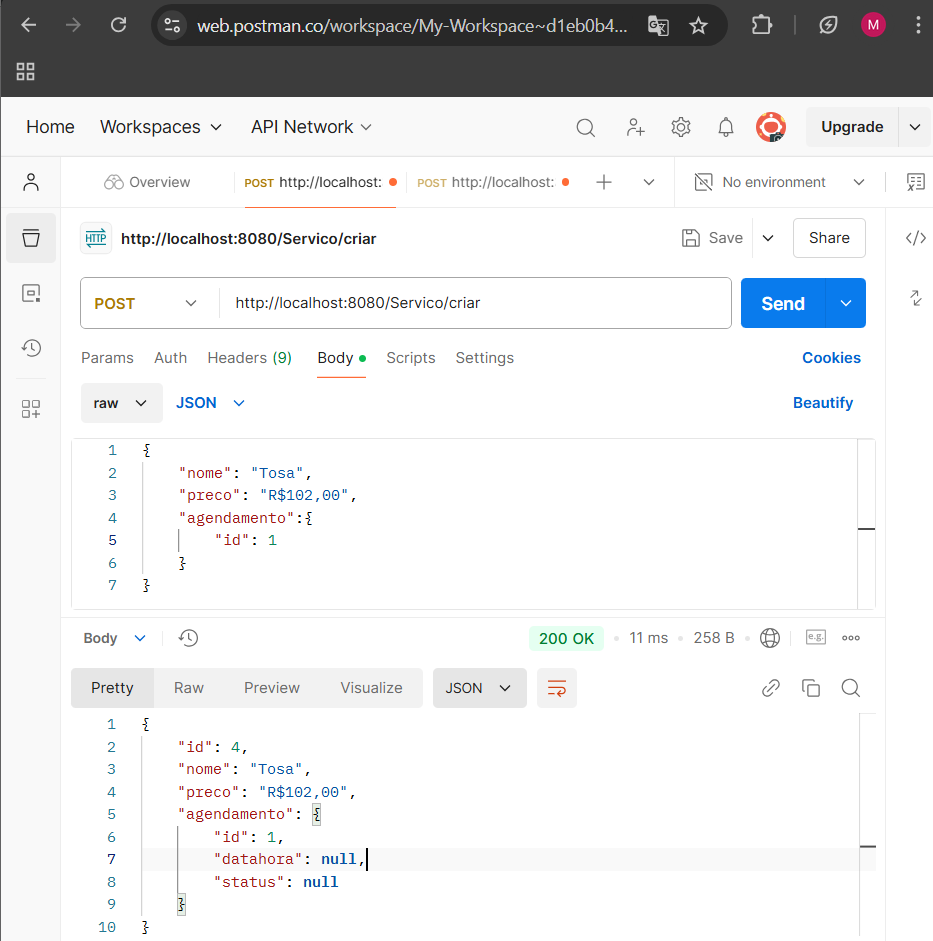 web.postman.co/workspace/My-Workspace~d1eb0b4...
M
Home Workspaces API Network Upgrade
Overview POST http://localhost: POST http://localhost: No environment
HTTP http://localhost:8080/Servico/criar Save Share
POST http://localhost:8080/Servico/criar Send
Params Auth Headers (9) Body Scripts Settings Cookies
raw JSON Beautify
1 {
2 "nome": "Tosa",
3 "preco": "R$102,00",
4 "agendamento":{
5 "id": 1
6 }
7 }
Body 200 OK 11 ms 258 B e.g.
Pretty Raw Preview Visualize JSON
1 {
2 "id": 4,
3 "nome": "Tosa",
4 "preco": "R$102,00",
5 "agendamento": {
6 "id": 1,
7 "datahora": null,
8 "status": null
9 }
10 }